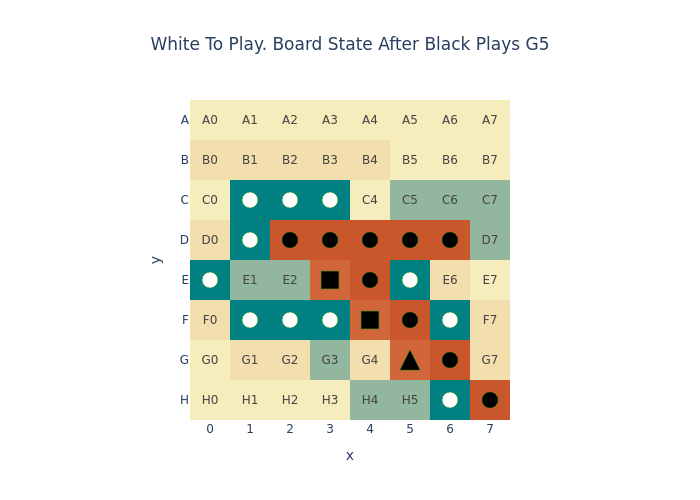 White To Play. Board State After Black Plays G5
A A0 A1 A2 A3 A4 A5 A6 A7
B B0 B1 B2 B3 B4 B5 B6 B7
C C0 C4 C5 C6 C7
D D0 D7
y
E E1 E2 E6 E7
F F0 F7
G G0 G1 G2 G3 G4 G7
H H0 H1 H2 H3 H4 H5
0 1 2 3 4 5 6 7
x